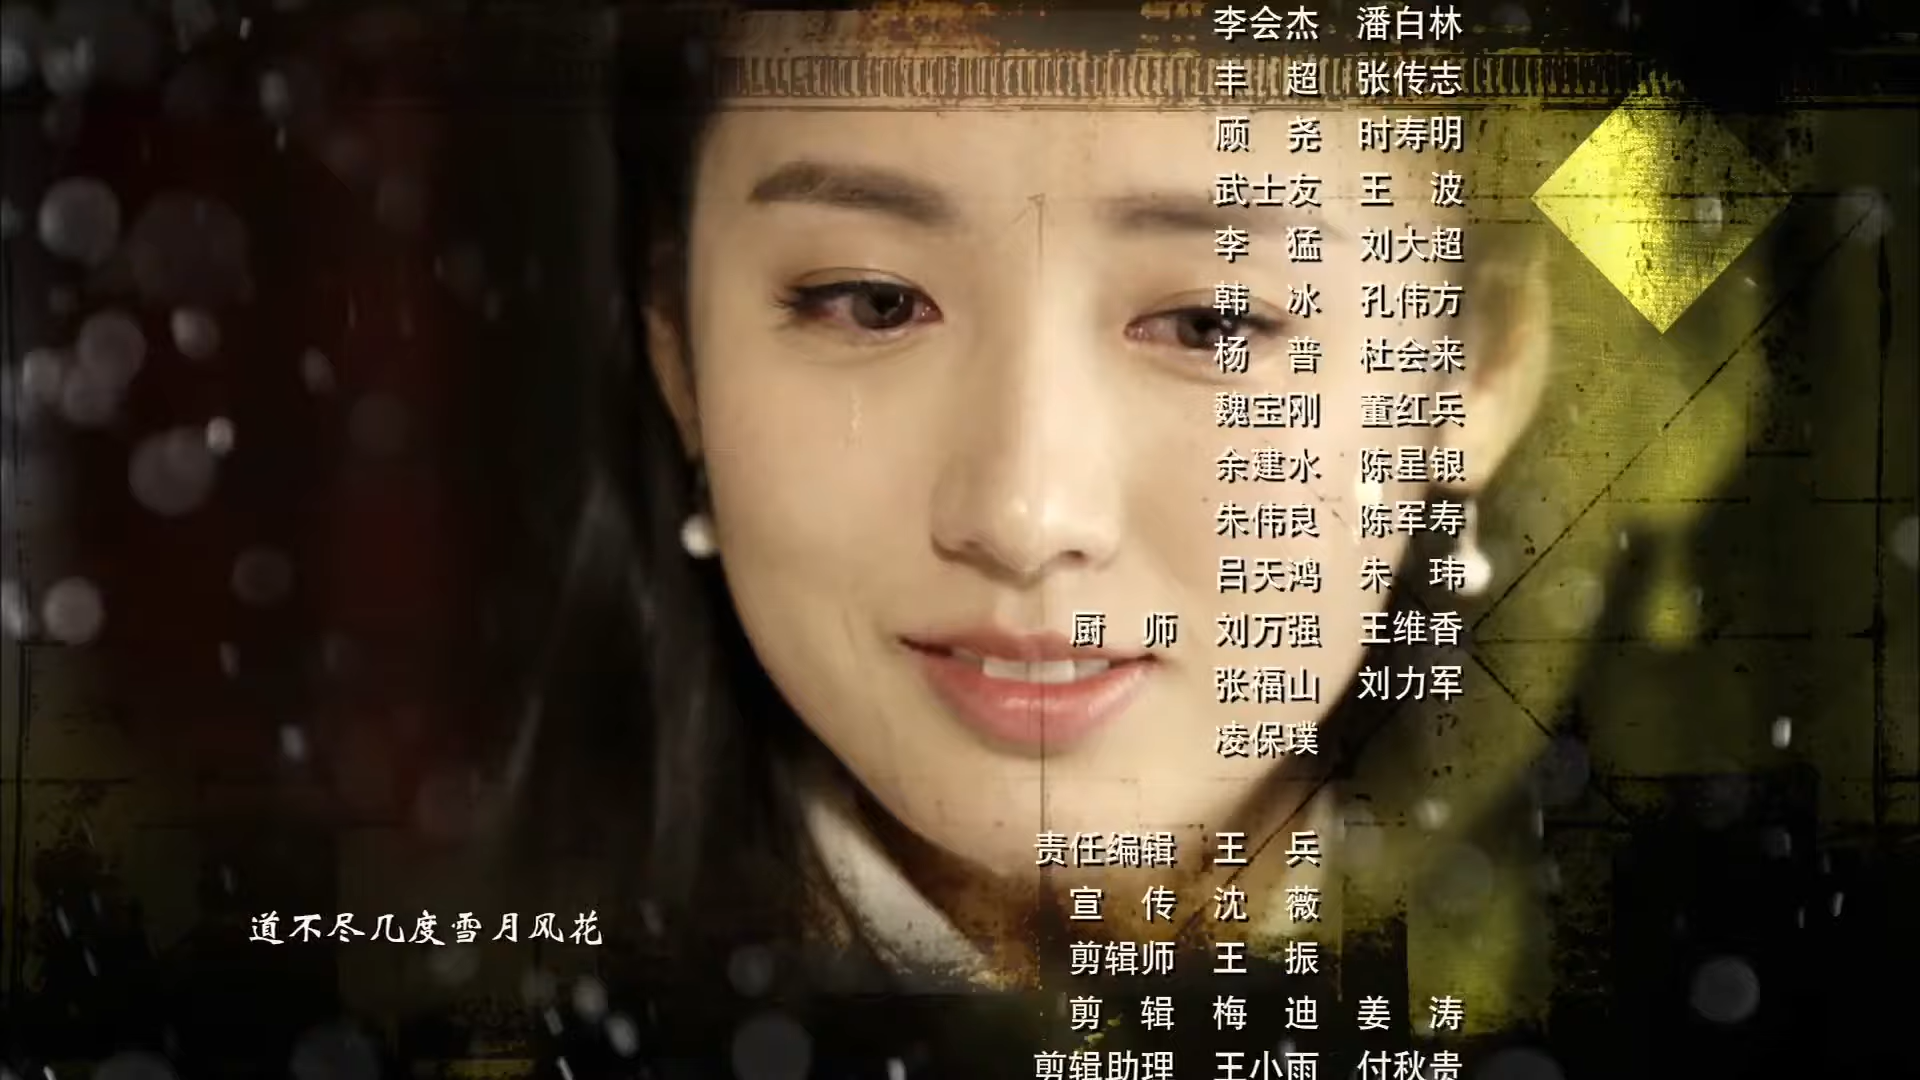 李会杰 潘白林
丰 超 张传志
顾 尧 时寿明
武士友 王 波
李 猛 刘大超
韩 冰 孔伟方
杨 普 杜会来
魏宝刚 董红兵
余建水 陈星银
朱伟良 陈军寿
吕天鸿 朱 玮
厨 师 刘万强 王维香
张福山 刘力军
凌保璞
责任编辑 王 兵
宣 传 沈 薇
道不尽几度雪月风花
剪辑师 王 振
剪 辑 梅 迪 姜 涛
剪辑助理 王小雨 付秋贵